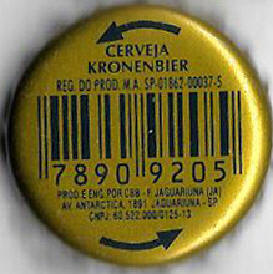 CERVEJA
KRONENBIER
REG. DO PROD. M.A. SP-01862-00037-5
7890 9205
PROD. E ENG. POR CBB - F. JAGUARIUNA (JA)
AV. ANTARCTICA, 1891 JAGUARIUNA - SP
CNPJ: 60.522.000/0125-13